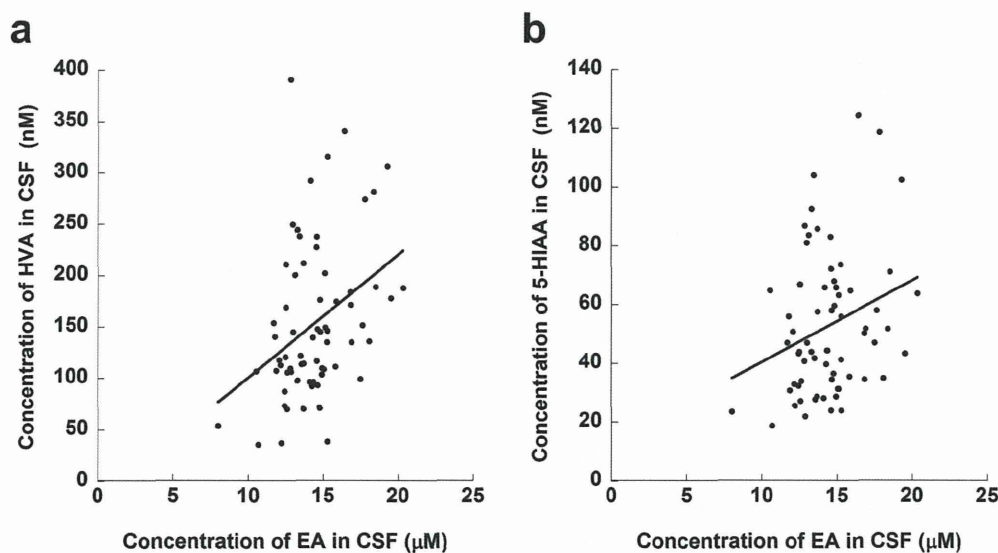 a
Concentration of HVA in CSF (nM)
400
350
300
250
200
150
100
50
0
0 5 10 15 20 25
Concentration of EA in CSF (µM)
b
Concentration of 5-HIAA in CSF (nM)
140
120
100
80
60
40
20
0
0 5 10 15 20 25
Concentration of EA in CSF (µM)